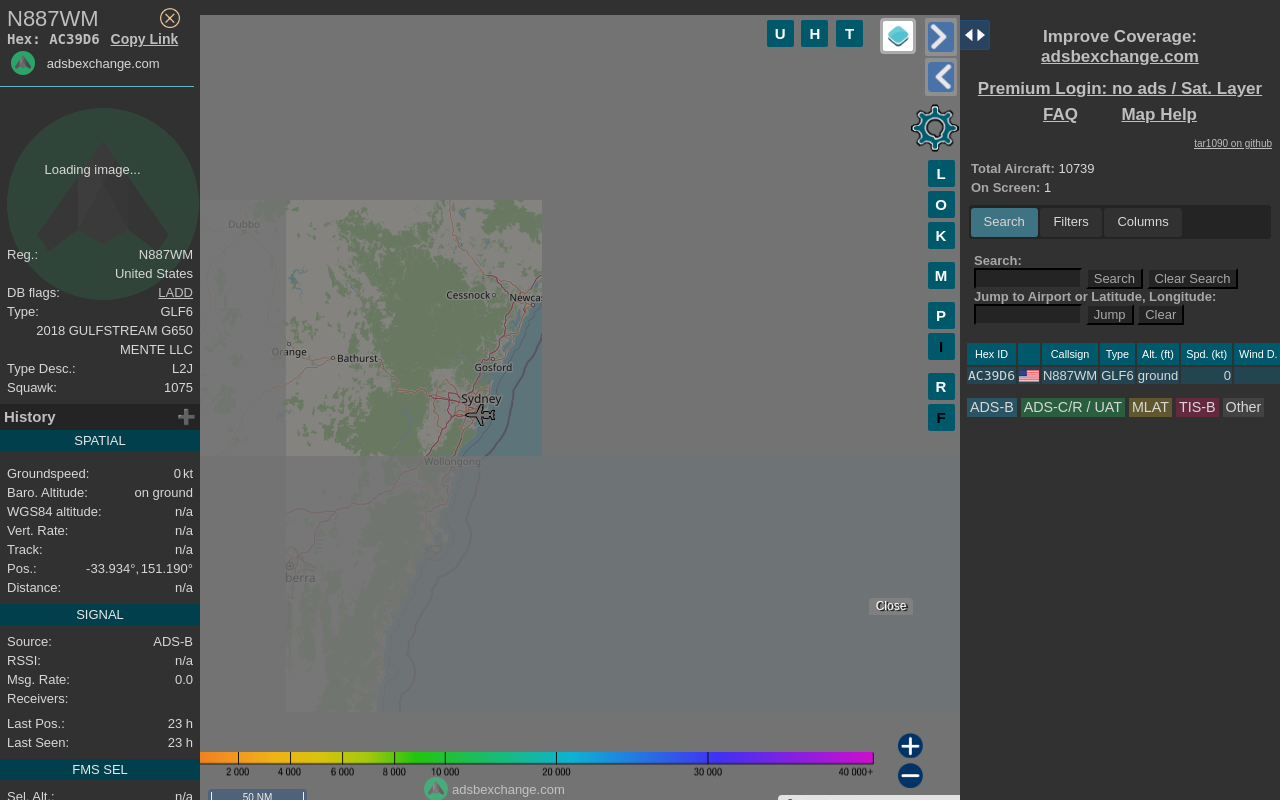 N887WM
Hex: AC39D6 Copy Link
adsbexchange.com
Loading image...
Reg.: N887WM
United States
DB flags: LADD
Type: GLF6
2018 GULFSTREAM G650
MENTE LLC
Type Desc.: L2J
Squawk: 1075
History
SPATIAL
Groundspeed: 0 kt
Baro. Altitude: on ground
WGS84 altitude: n/a
Vert. Rate: n/a
Track: n/a
Pos.: -33.934°, 151.190°
Distance: n/a
SIGNAL
Source: ADS-B
RSSI: n/a
Msg. Rate: 0.0
Receivers:
Last Pos.: 23 h
Last Seen: 23 h
FMS SEL
Sel. Alt.: n/a
U H T
L
O
K
M
P
I
R
F
Dubbo
Cessnock
Newcas
Orange
Bathurst
Gosford
Sydney
Wollongong
berra
Close
2 000 4 000 6 000 8 000 10 000 20 000 30 000 40 000+
adsbexchange.com
50 NM
Improve Coverage:
adsbexchange.com
Premium Login: no ads / Sat. Layer
FAQ Map Help
tar1090 on github
Total Aircraft: 10739
On Screen: 1
Search Filters Columns
Search:
Search Clear Search
Jump to Airport or Latitude, Longitude:
Jump Clear
Hex ID Callsign Type Alt. (ft) Spd. (kt) Wind D.
AC39D6 N887WM GLF6 ground 0
ADS-B ADS-C/R / UAT MLAT TIS-B Other